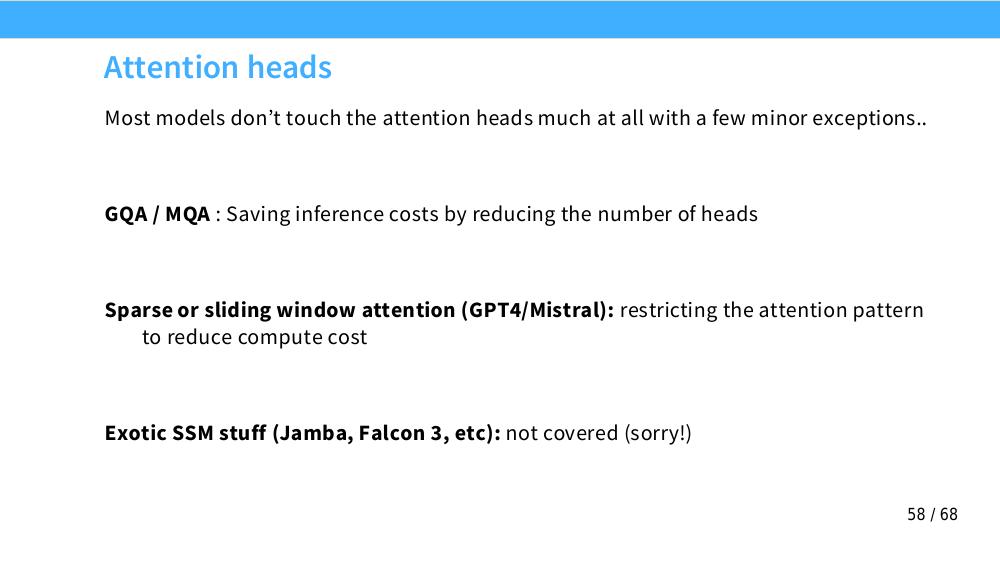 Attention heads
Most models don’t touch the attention heads much at all with a few minor exceptions..
GQA / MQA : Saving inference costs by reducing the number of heads
Sparse or sliding window attention (GPT4/Mistral): restricting the attention pattern
to reduce compute cost
Exotic SSM stuff (Jamba, Falcon 3, etc): not covered (sorry!)
58 / 68